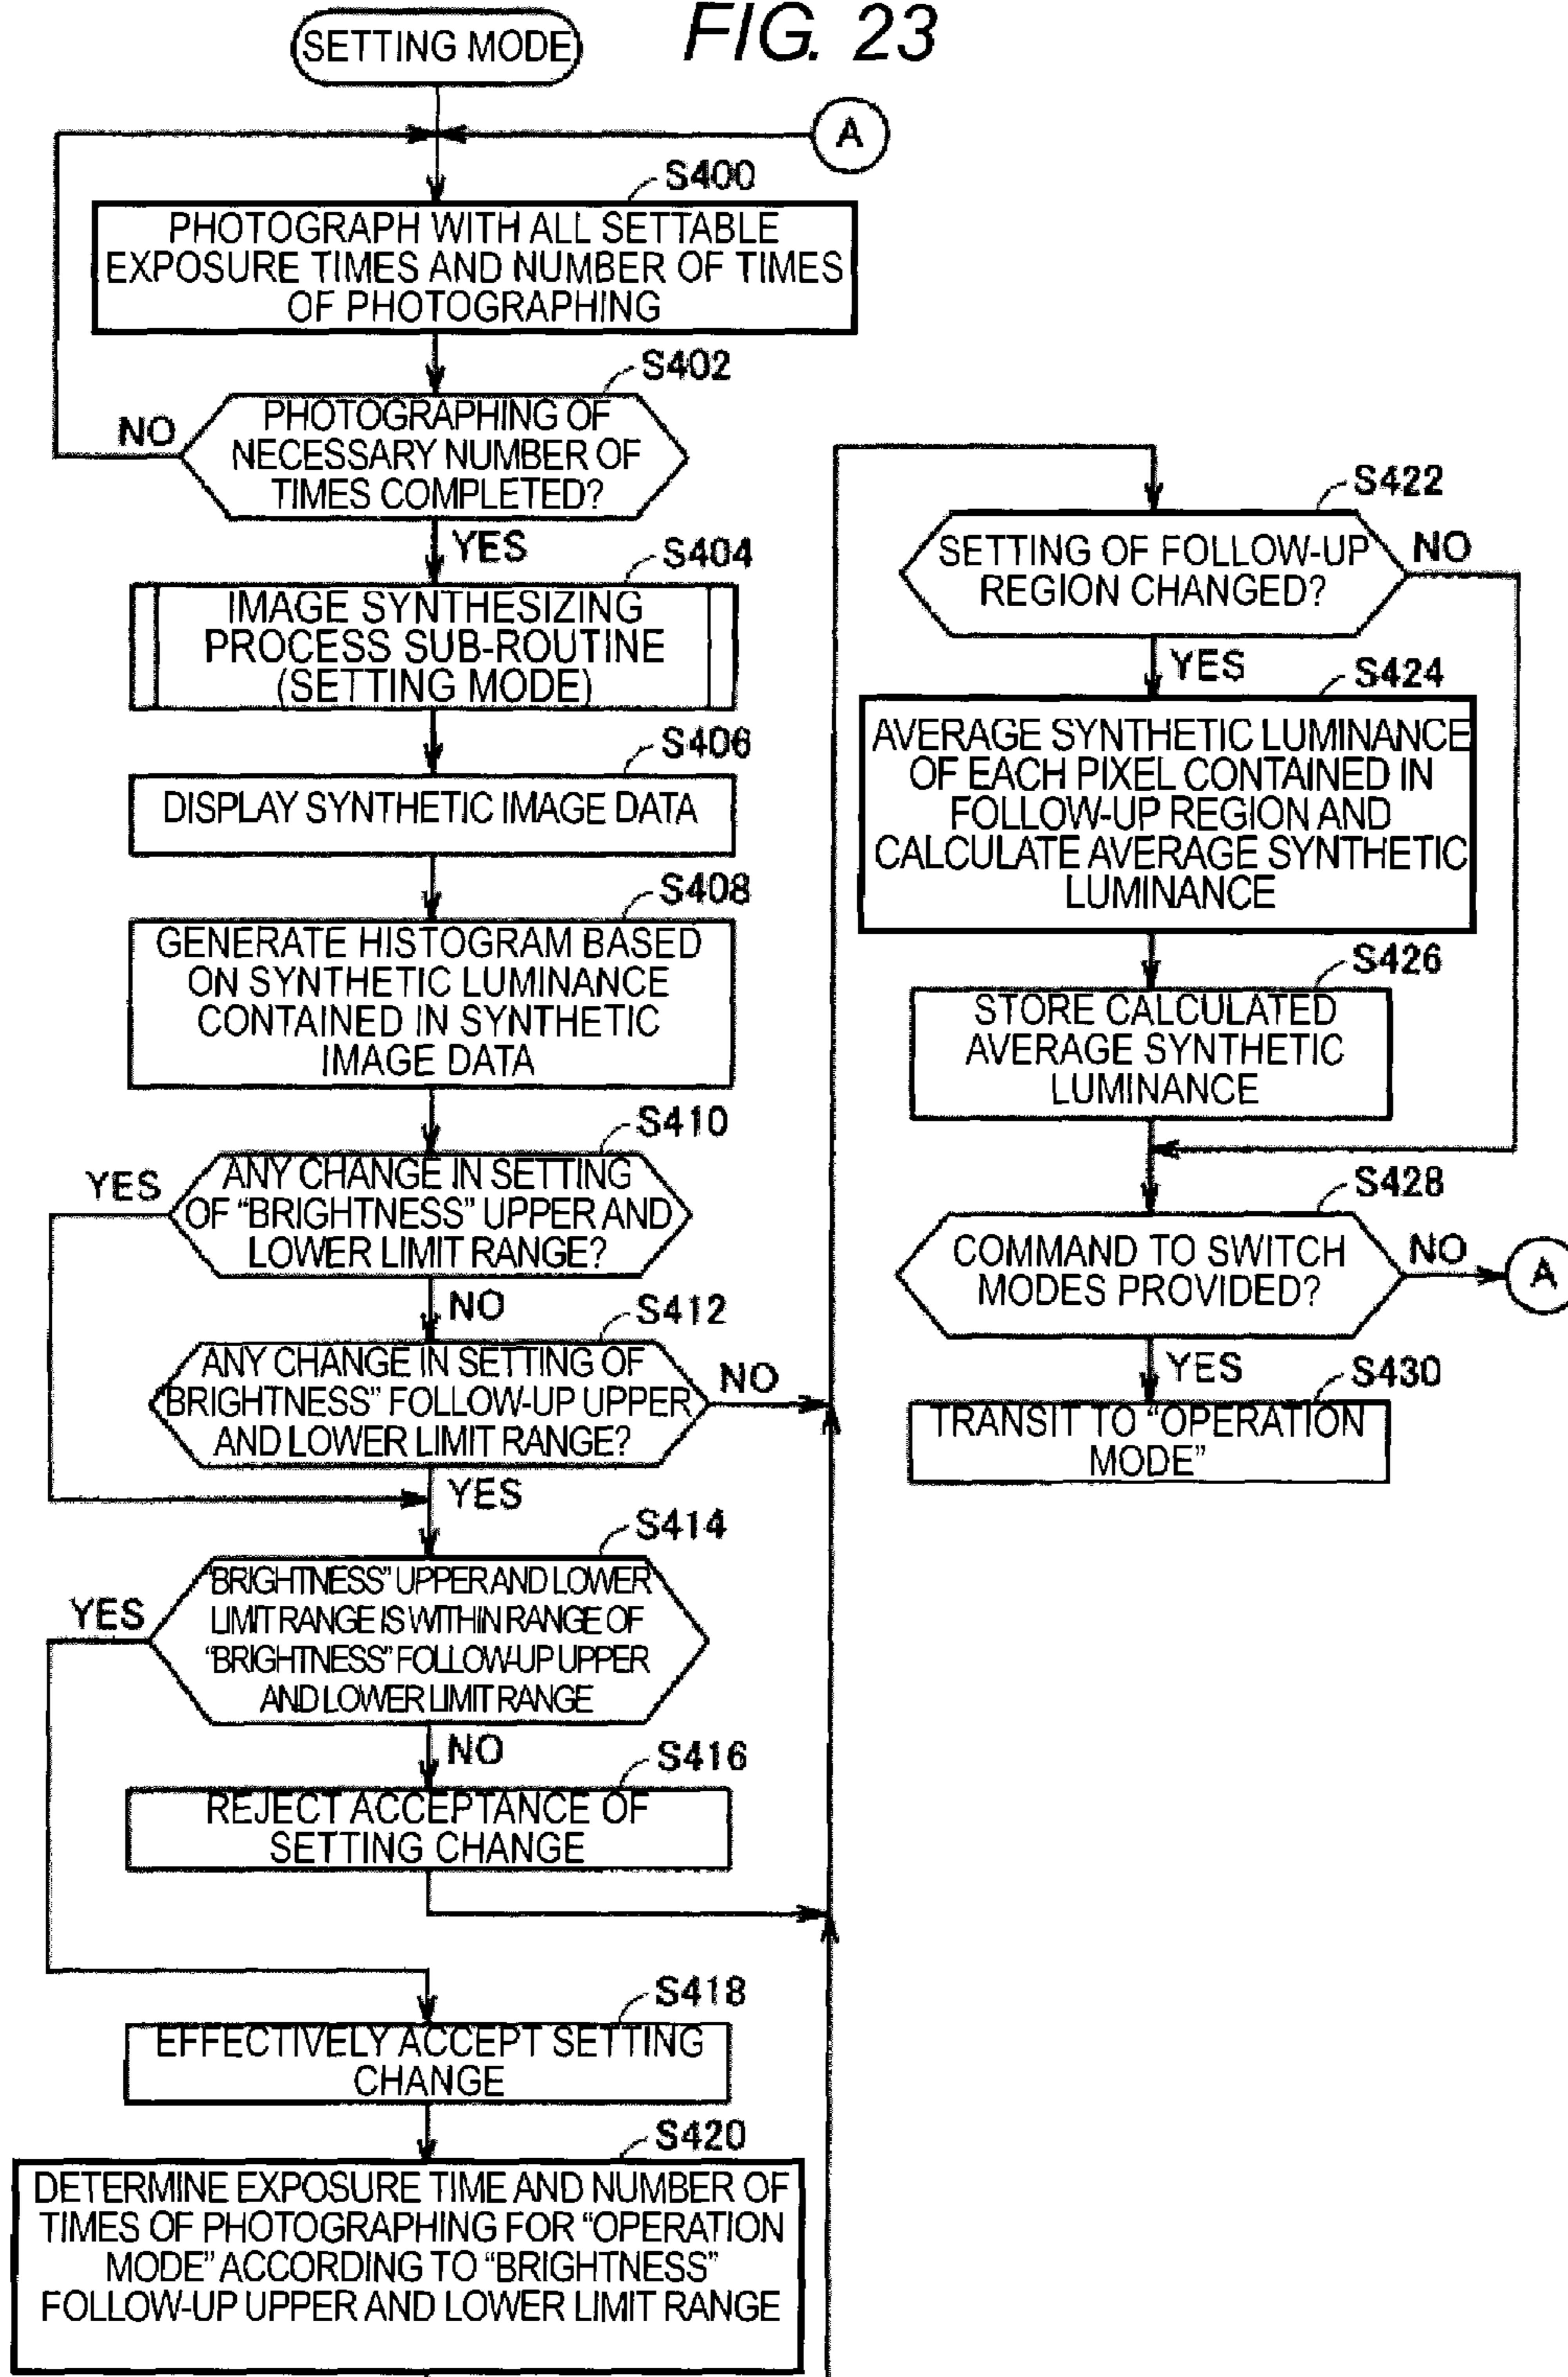 FIG. 23
SETTING MODE
A
S400
PHOTOGRAPH WITH ALL SETTABLE
EXPOSURE TIMES AND NUMBER OF TIMES
OF PHOTOGRAPHING
S402
PHOTOGRAPHING OF
NECESSARY NUMBER OF
TIMES COMPLETED?
NO
YES
S404
IMAGE SYNTHESIZING
PROCESS SUB-ROUTINE
(SETTING MODE)
S406
DISPLAY SYNTHETIC IMAGE DATA
S408
GENERATE HISTOGRAM BASED
ON SYNTHETIC LUMINANCE
CONTAINED IN SYNTHETIC
IMAGE DATA
S410
YES
ANY CHANGE IN SETTING
OF “BRIGHTNESS” UPPER AND
LOWER LIMIT RANGE?
NO
S412
ANY CHANGE IN SETTING OF
BRIGHTNESS” FOLLOW-UP UPPER
AND LOWER LIMIT RANGE?
NO
YES
S414
“BRIGHTNESS” UPPER AND LOWER
LIMIT RANGE IS WITHIN RANGE OF
“BRIGHTNESS” FOLLOW-UP UPPER
AND LOWER LIMIT RANGE
YES
NO
S416
REJECT ACCEPTANCE OF
SETTING CHANGE
S418
EFFECTIVELY ACCEPT SETTING
CHANGE
S420
DETERMINE EXPOSURE TIME AND NUMBER OF
TIMES OF PHOTOGRAPHING FOR “OPERATION
MODE” ACCORDING TO “BRIGHTNESS”
FOLLOW-UP UPPER AND LOWER LIMIT RANGE
S422
SETTING OF FOLLOW-UP
REGION CHANGED?
NO
YES
S424
AVERAGE SYNTHETIC LUMINANCE
OF EACH PIXEL CONTAINED IN
FOLLOW-UP REGION AND
CALCULATE AVERAGE SYNTHETIC
LUMINANCE
S426
STORE CALCULATED
AVERAGE SYNTHETIC
LUMINANCE
S428
COMMAND TO SWITCH
MODES PROVIDED?
NO
A
YES
S430
TRANSIT TO “OPERATION
MODE”